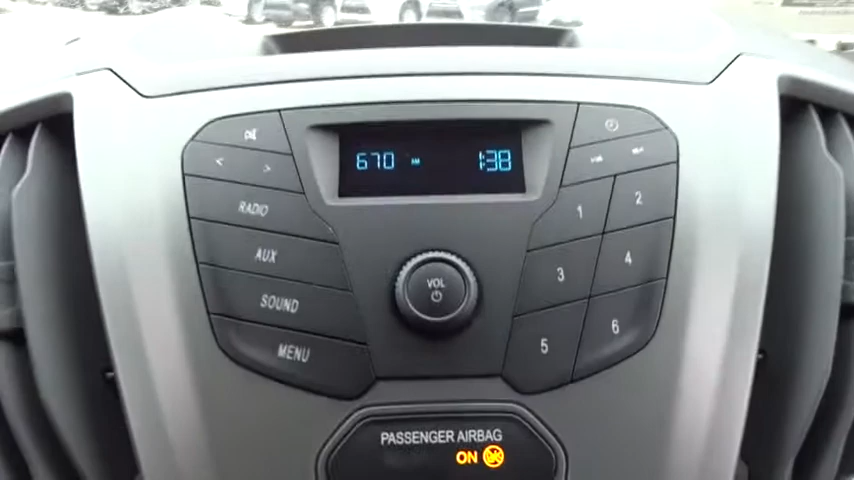 670 AM 1:38
< >
RADIO
AUX
SOUND
MENU
VOL
1 2
3 4
5 6
PASSENGER AIRBAG
ON